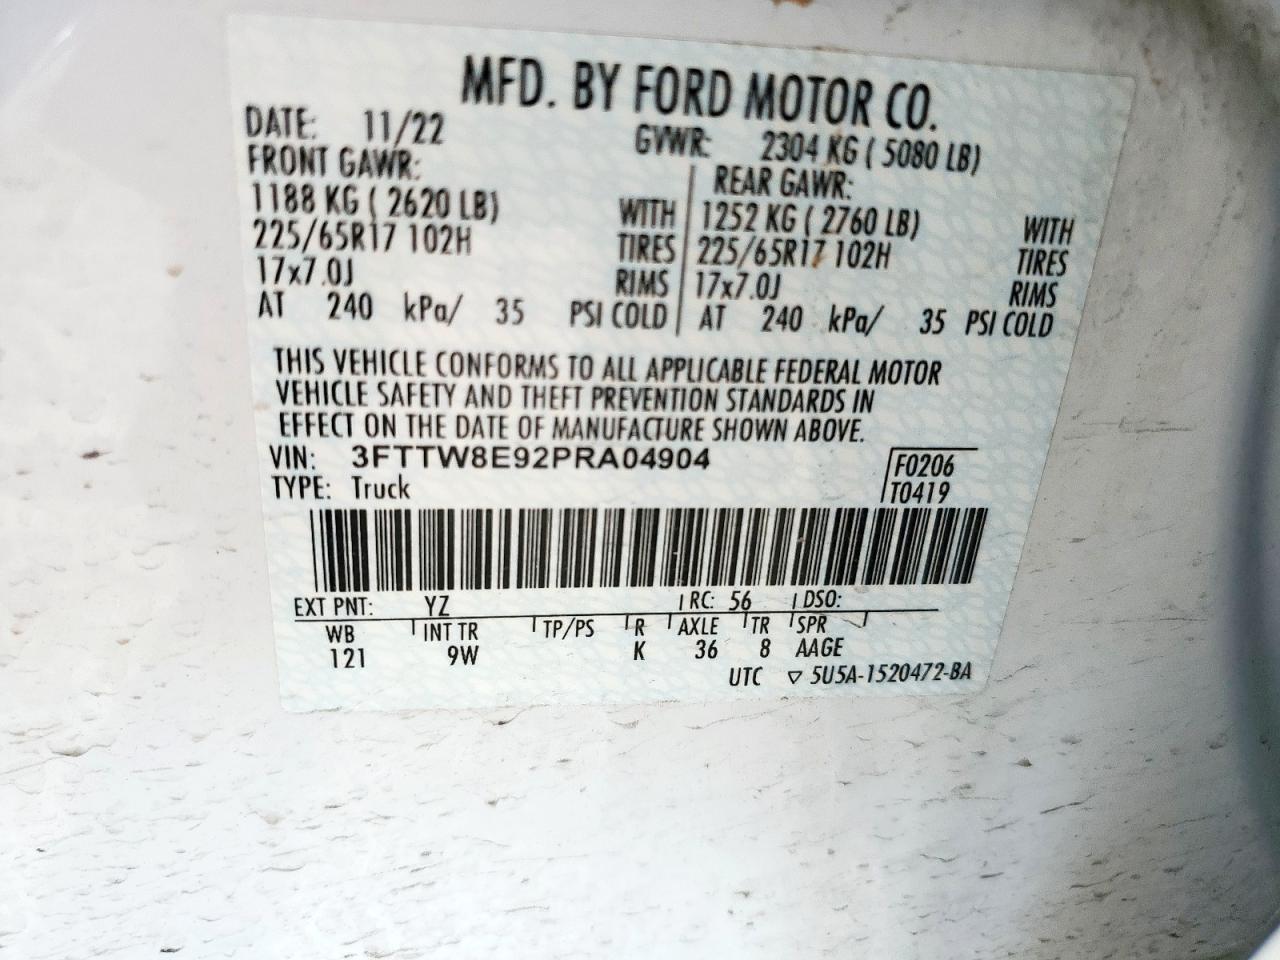 MFD. BY FORD MOTOR CO.
DATE: 11/22 GVWR: 2304 KG ( 5080 LB)
FRONT GAWR: REAR GAWR:
1188 KG ( 2620 LB) WITH 1252 KG ( 2760 LB) WITH
225/65R17 102H TIRES 225/65R17 102H TIRES
17x7.0J RIMS 17x7.0J RIMS
AT 240 kPa/ 35 PSI COLD AT 240 kPa/ 35 PSI COLD
THIS VEHICLE CONFORMS TO ALL APPLICABLE FEDERAL MOTOR
VEHICLE SAFETY AND THEFT PREVENTION STANDARDS IN
EFFECT ON THE DATE OF MANUFACTURE SHOWN ABOVE.
VIN: 3FTTW8E92PRA04904 F0206
TYPE: Truck T0419
EXT PNT: YZ RC: 56 DSO:
WB INT TR TP/PS R AXLE TR SPR
121 9W K 36 8 AAGE
UTC ▽ 5U5A-1520472-BA